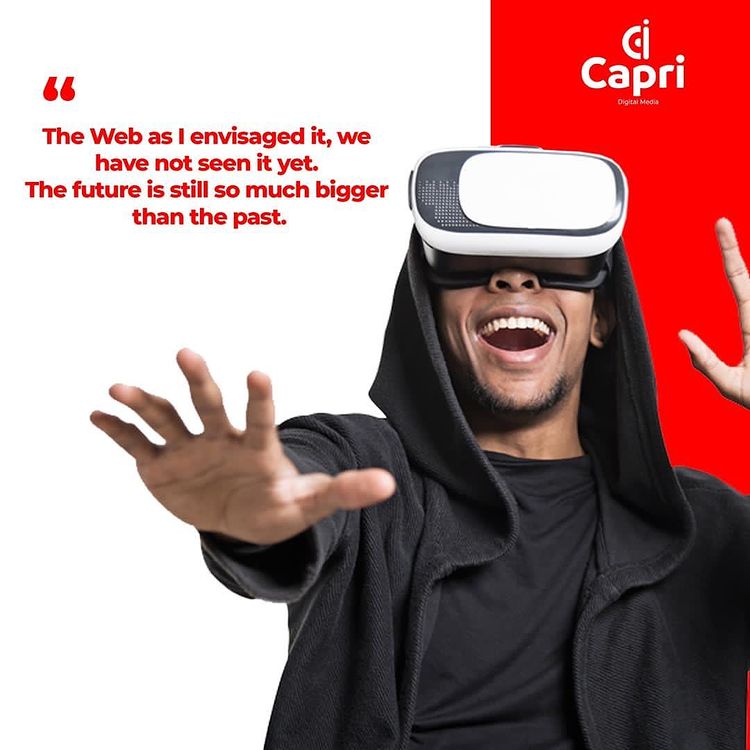 Capri
Digital Media
“
The Web as I envisaged it, we
have not seen it yet.
The future is still so much bigger
than the past.